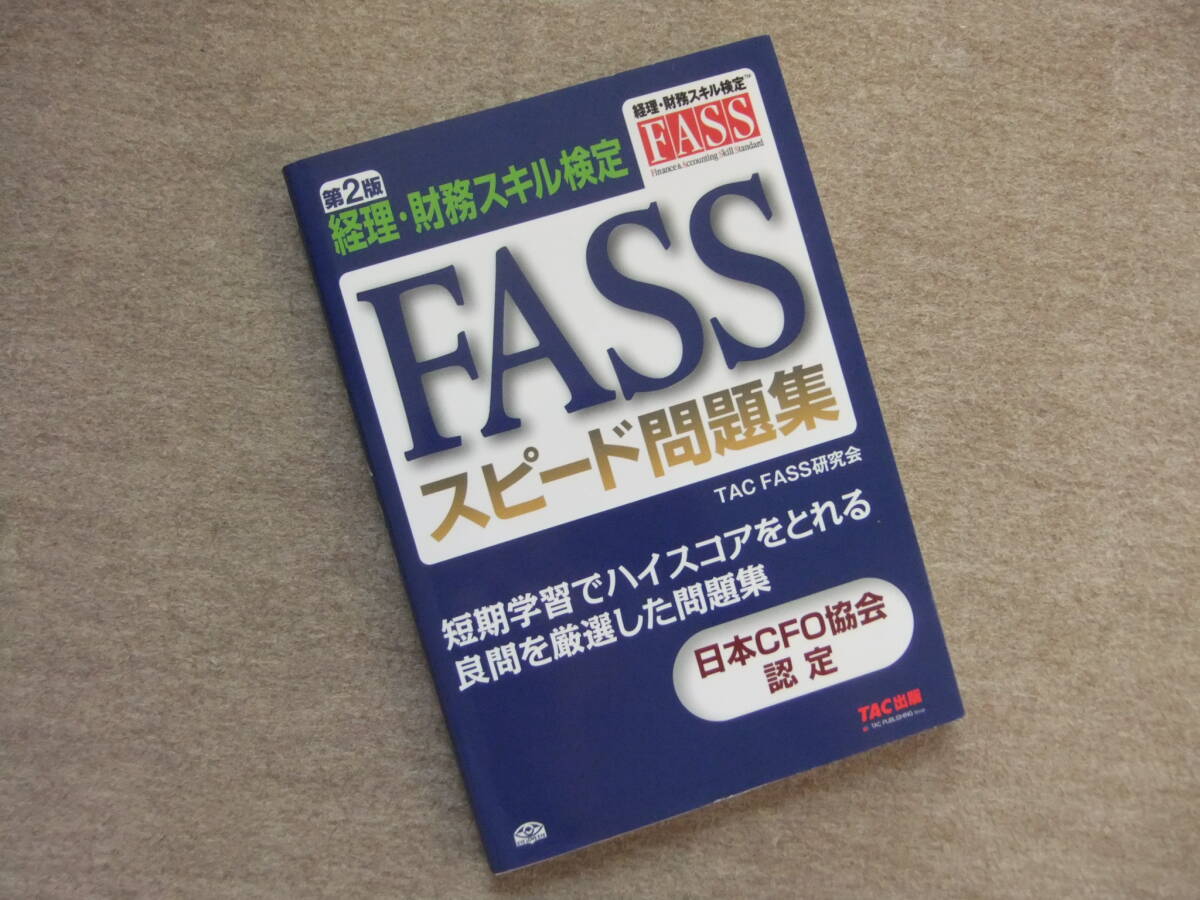 経理・財務スキル検定™
FASS
Finance & Accounting Skill Standard
第2版
経理・財務スキル検定
FASS
スピード問題集
TAC FASS研究会
短期学習でハイスコアをとれる
良問を厳選した問題集
日本CFO協会
認定
TAC出版
TAC PUBLISHING